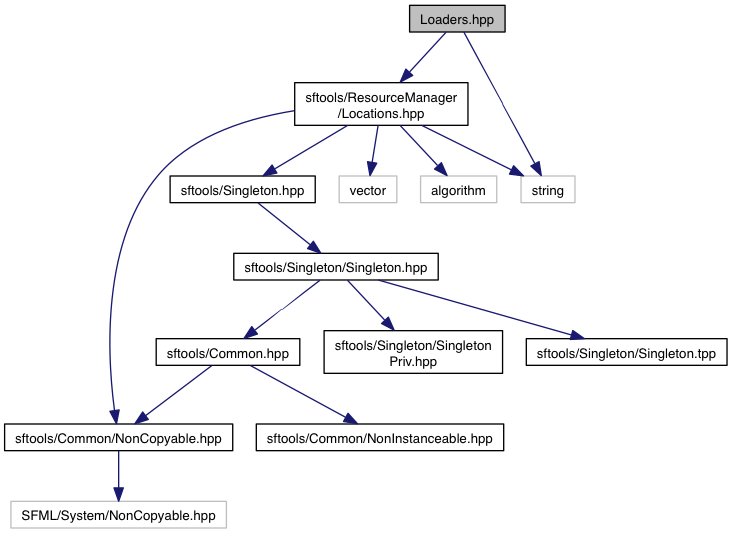 Loaders.hpp
sftools/ResourceManager
/Locations.hpp
sftools/Singleton.hpp
vector
algorithm
string
sftools/Singleton/Singleton.hpp
sftools/Common.hpp
sftools/Singleton/Singleton
Priv.hpp
sftools/Singleton/Singleton.tpp
sftools/Common/NonCopyable.hpp
sftools/Common/NonInstanceable.hpp
SFML/System/NonCopyable.hpp